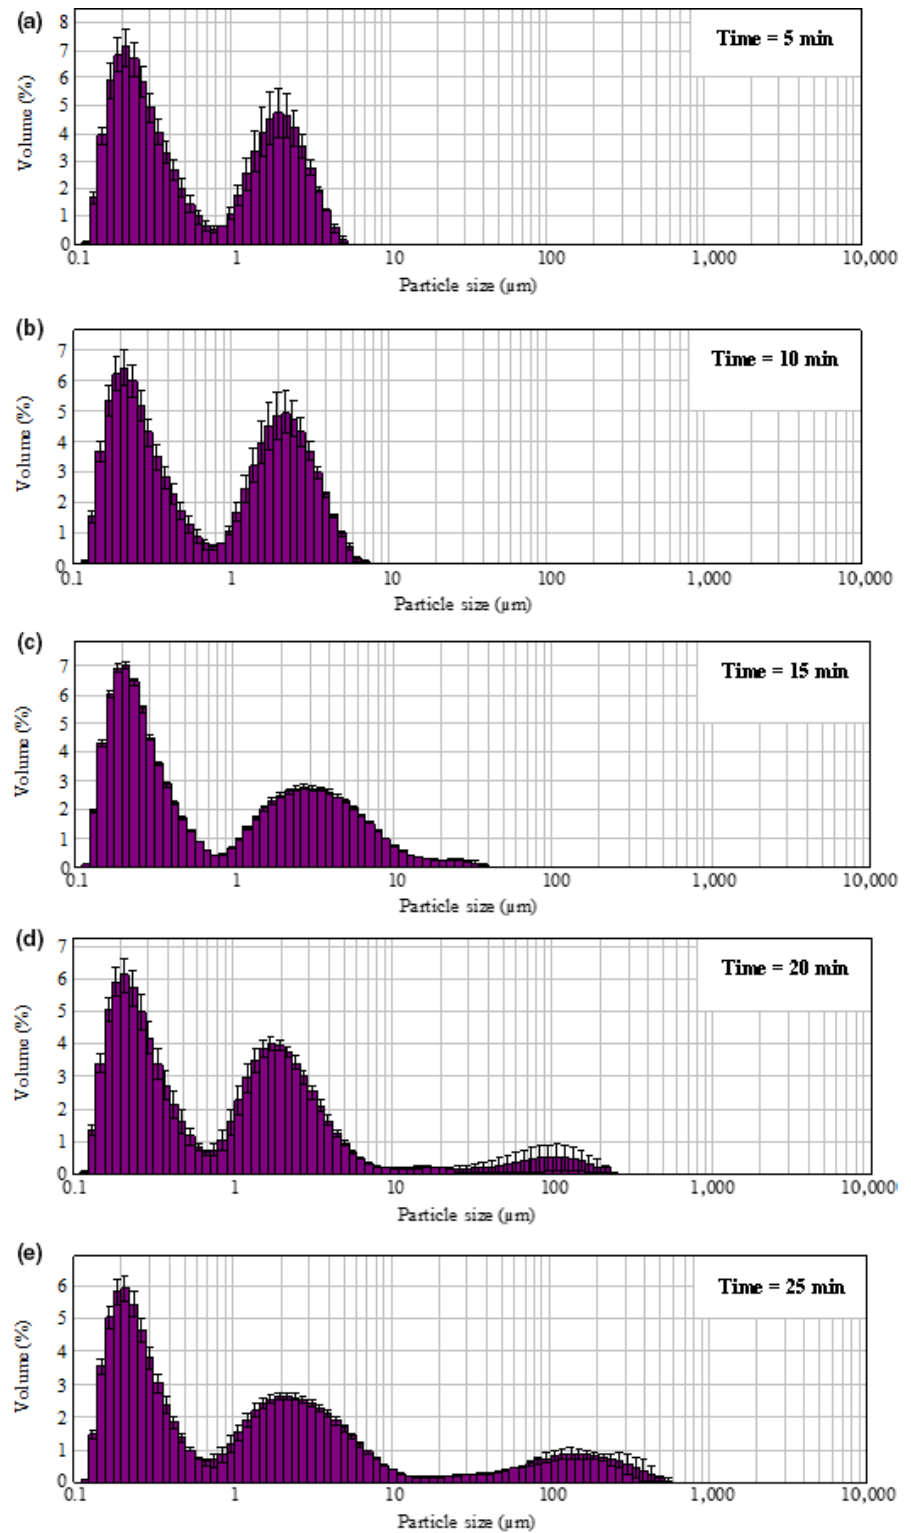 (a)
Time = 5 min
Volume (%)
8
7
6
5
4
3
2
1
0
0.1 1 10 100 1,000 10,000
Particle size (µm)
(b)
Time = 10 min
Volume (%)
7
6
5
4
3
2
1
0
0.1 1 10 100 1,000 10,000
Particle size (µm)
(c)
Time = 15 min
Volume (%)
7
6
5
4
3
2
1
0
0.1 1 10 100 1,000 10,000
Particle size (µm)
(d)
Time = 20 min
Volume (%)
7
6
5
4
3
2
1
0
0.1 1 10 100 1,000 10,000
Particle size (µm)
(e)
Time = 25 min
Volume (%)
6
5
4
3
2
1
0
0.1 1 10 100 1,000 10,000
Particle size (µm)